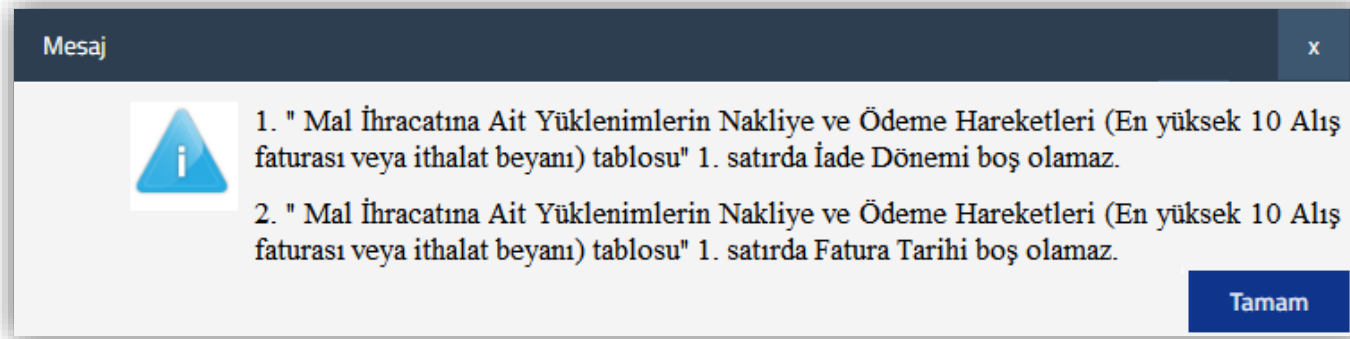 Mesaj
x
1. " Mal İhracatına Ait Yüklenimlerin Nakliye ve Ödeme Hareketleri (En yüksek 10 Alış
faturası veya ithalat beyanı) tablosu" 1. satırda İade Dönemi boş olamaz.
2. " Mal İhracatına Ait Yüklenimlerin Nakliye ve Ödeme Hareketleri (En yüksek 10 Alış
faturası veya ithalat beyanı) tablosu" 1. satırda Fatura Tarihi boş olamaz.
Tamam